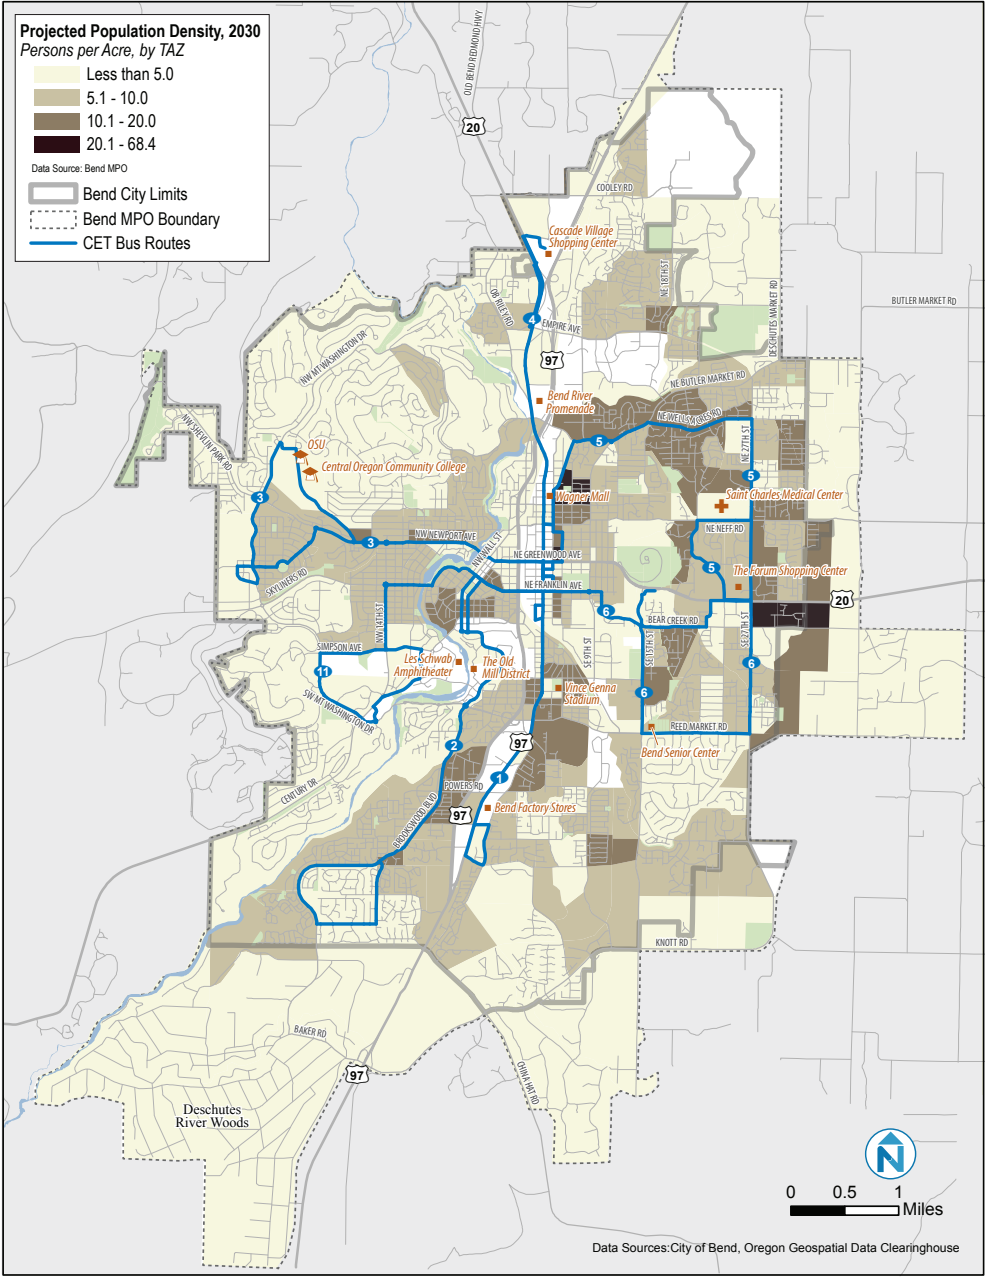 Projected Population Density, 2030
Persons per Acre, by TAZ
Less than 5.0
5.1 - 10.0
10.1 - 20.0
20.1 - 68.4
Data Source: Bend MPO
Bend City Limits
Bend MPO Boundary
CET Bus Routes
OLD BEND REDMOND HWY
20
COOLEY RD
Cascade Village
Shopping Center
NE 18TH ST
OB RILEY RD
4
EMPIRE AVE
DESCHUTES MARKET RD
BUTLER MARKET RD
NW MT WASHINGTON DR
97
NE BUTLER MARKET RD
Bend River
Promenade
NE WELLS ACRES RD
NW SHEVLIN PARK RD
OSU
5
NE 27TH ST
Central Oregon Community College
5
3
Wagner Mall
Saint Charles Medical Center
NW NEWPORT AVE
NE NEFF RD
3
NW WALL ST
NE GREENWOOD AVE
5
The Forum Shopping Center
SKYLINERS RD
NE FRANKLIN AVE
20
NW 14TH ST
6
BEAR CREEK RD
SIMPSON AVE
SE 9TH ST
SE 15TH ST
SE 27TH ST
Les Schwab
Amphitheater
The Old
Mill District
6
11
SW MT WASHINGTON DR
Vince Genna
Stadium
6
REED MARKET RD
2
97
Bend Senior Center
CENTURY DR
1
POWERS RD
BROOKSWOOD BLVD
97
Bend Factory Stores
KNOTT RD
BAKER RD
97
CHINA HAT RD
Deschutes
River Woods
N
0 0.5 1
Miles
Data Sources:City of Bend, Oregon Geospatial Data Clearinghouse